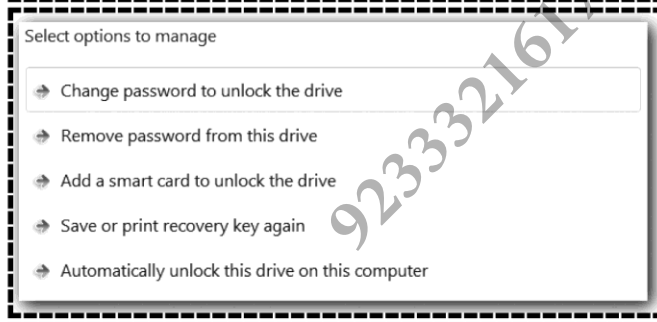 Select options to manage
Change password to unlock the drive
Remove password from this drive
Add a smart card to unlock the drive
Save or print recovery key again
Automatically unlock this drive on this computer